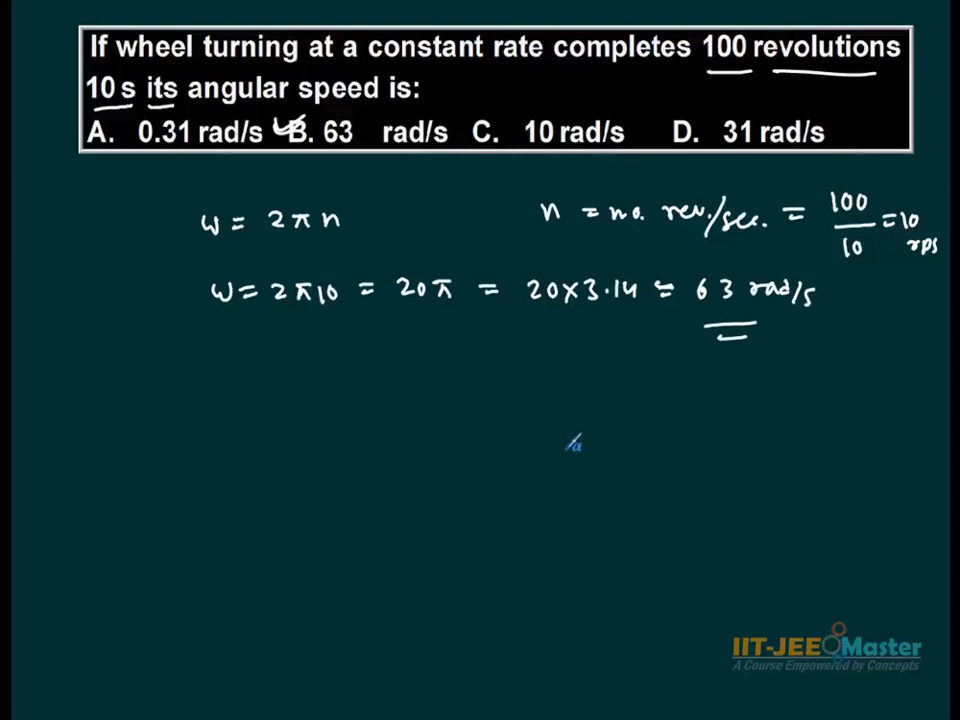 If wheel turning at a constant rate completes 100 revolutions
10 s its angular speed is:
A. 0.31 rad/s B. 63 rad/s C. 10 rad/s D. 31 rad/s
w = 2πn n = no. rev./sec. = 100/10 = 10 rps
w = 2π10 = 20π = 20×3.14 ≈ 63 rad/s
IIT-JEE Master
A Course Empowered by Concepts